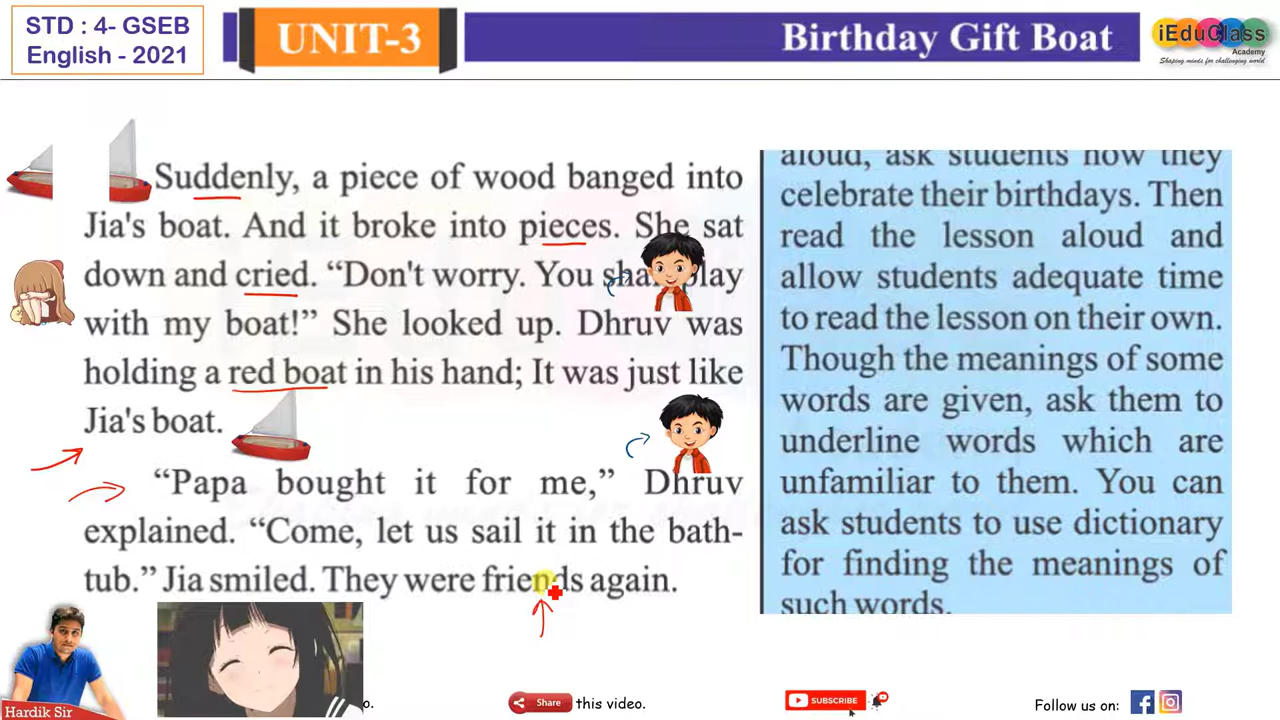 STD : 4- GSEB
English - 2021
UNIT-3
Birthday Gift Boat
iEduClass
Academy
Shaping minds for challenging world
Suddenly, a piece of wood banged into
Jia's boat. And it broke into pieces. She sat
down and cried. “Don't worry. You play
with my boat!” She looked up. Dhruv was
holding a red boat in his hand; It was just like
Jia's boat.
“Papa bought it for me,” Dhruv
explained. “Come, let us sail it in the bath-
tub.” Jia smiled. They were friends again.
aloud, ask students how they
celebrate their birthdays. Then
read the lesson aloud and
allow students adequate time
to read the lesson on their own.
Though the meanings of some
words are given, ask them to
underline words which are
unfamiliar to them. You can
ask students to use dictionary
for finding the meanings of
such words.
Hardik Sir
Share this video.
SUBSCRIBE
Follow us on: